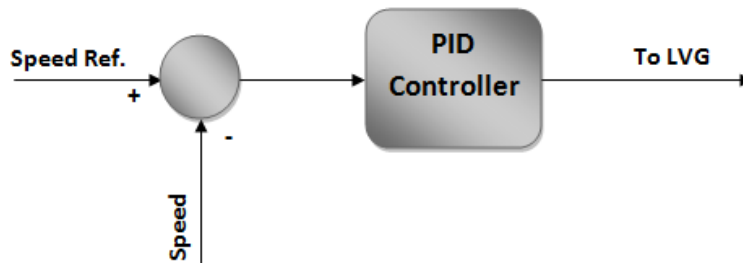 Speed Ref.
+
-
Speed
PID
Controller
To LVG